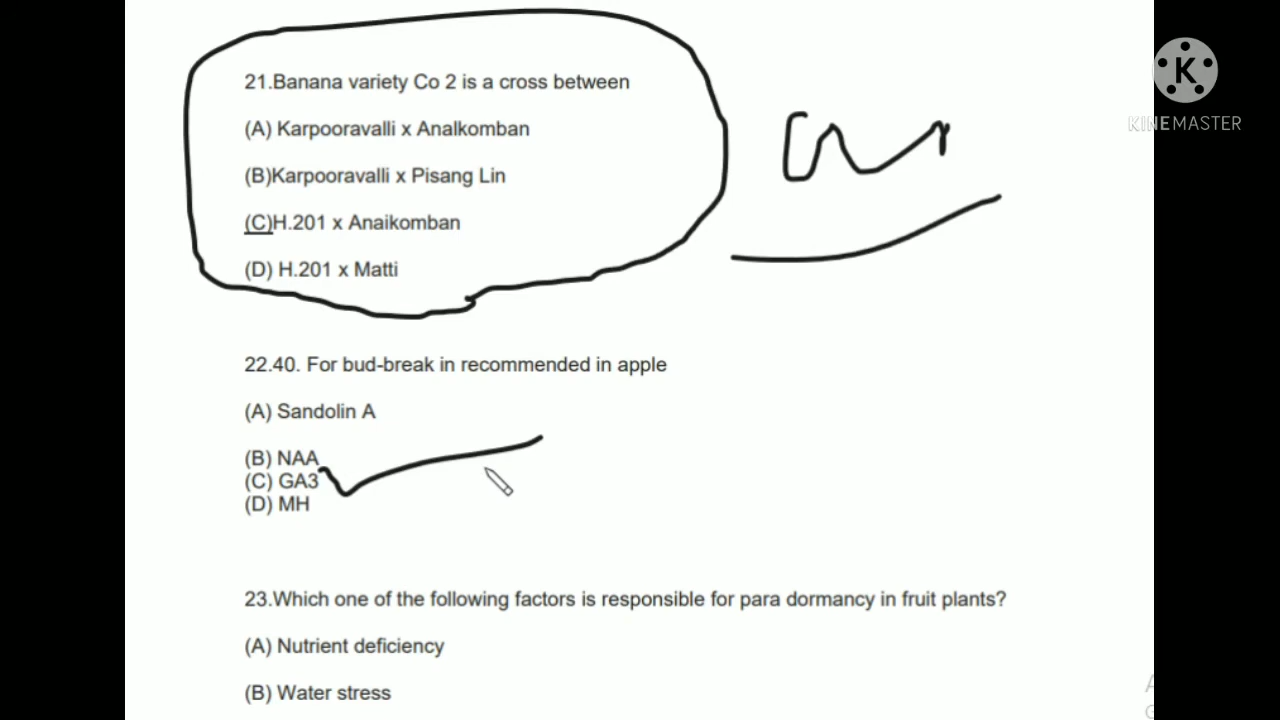 21.Banana variety Co 2 is a cross between
(A) Karpooravalli x Analkomban
(B)Karpooravalli x Pisang Lin
(C)H.201 x Anaikomban
(D) H.201 x Matti
22.40. For bud-break in recommended in apple
(A) Sandolin A
(B) NAA
(C) GA3
(D) MH
23.Which one of the following factors is responsible for para dormancy in fruit plants?
(A) Nutrient deficiency
(B) Water stress
K
KINEMASTER